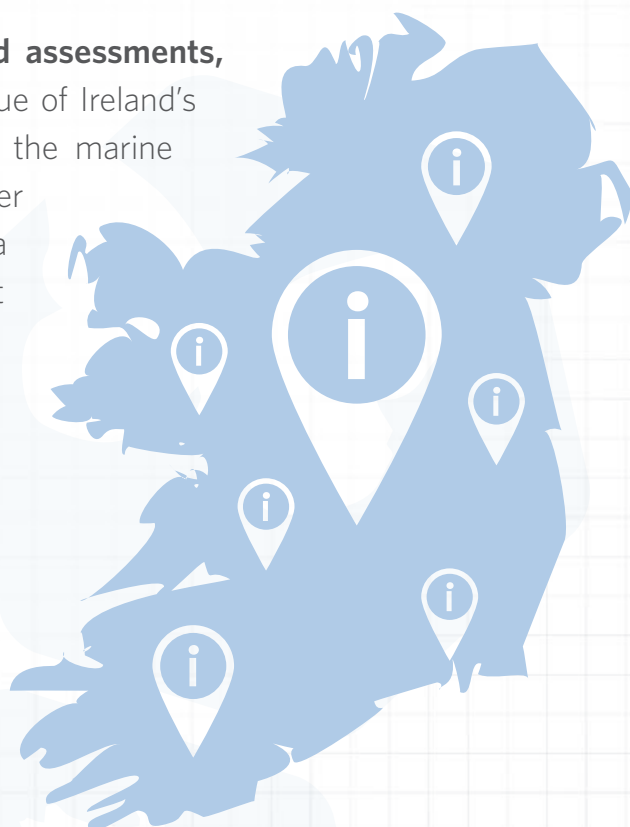 d assessments,
ue of Ireland's
the marine
er
a
t
i
i
i
i
i
i
i